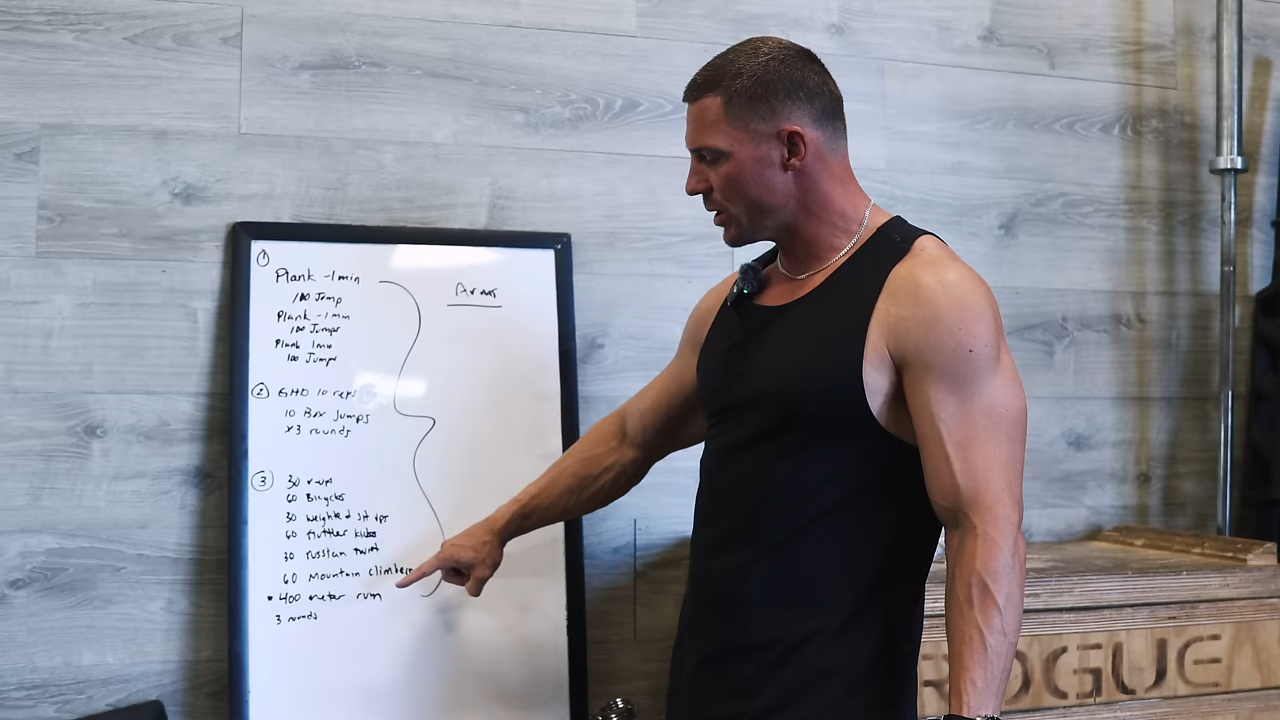 1
Plank - 1min
100 Jump
Plank - 1 min
100 Jumps
Plank 1min
100 Jumps
2 GHD 10 reps
10 Box Jumps
x3 rounds
3 30 v-ups
60 Bicycles
30 weighted sit ups
60 flutter kicks
30 russian twist
60 Mountain climbers
• 400 meter run
3 rounds
Arms
ROGUE